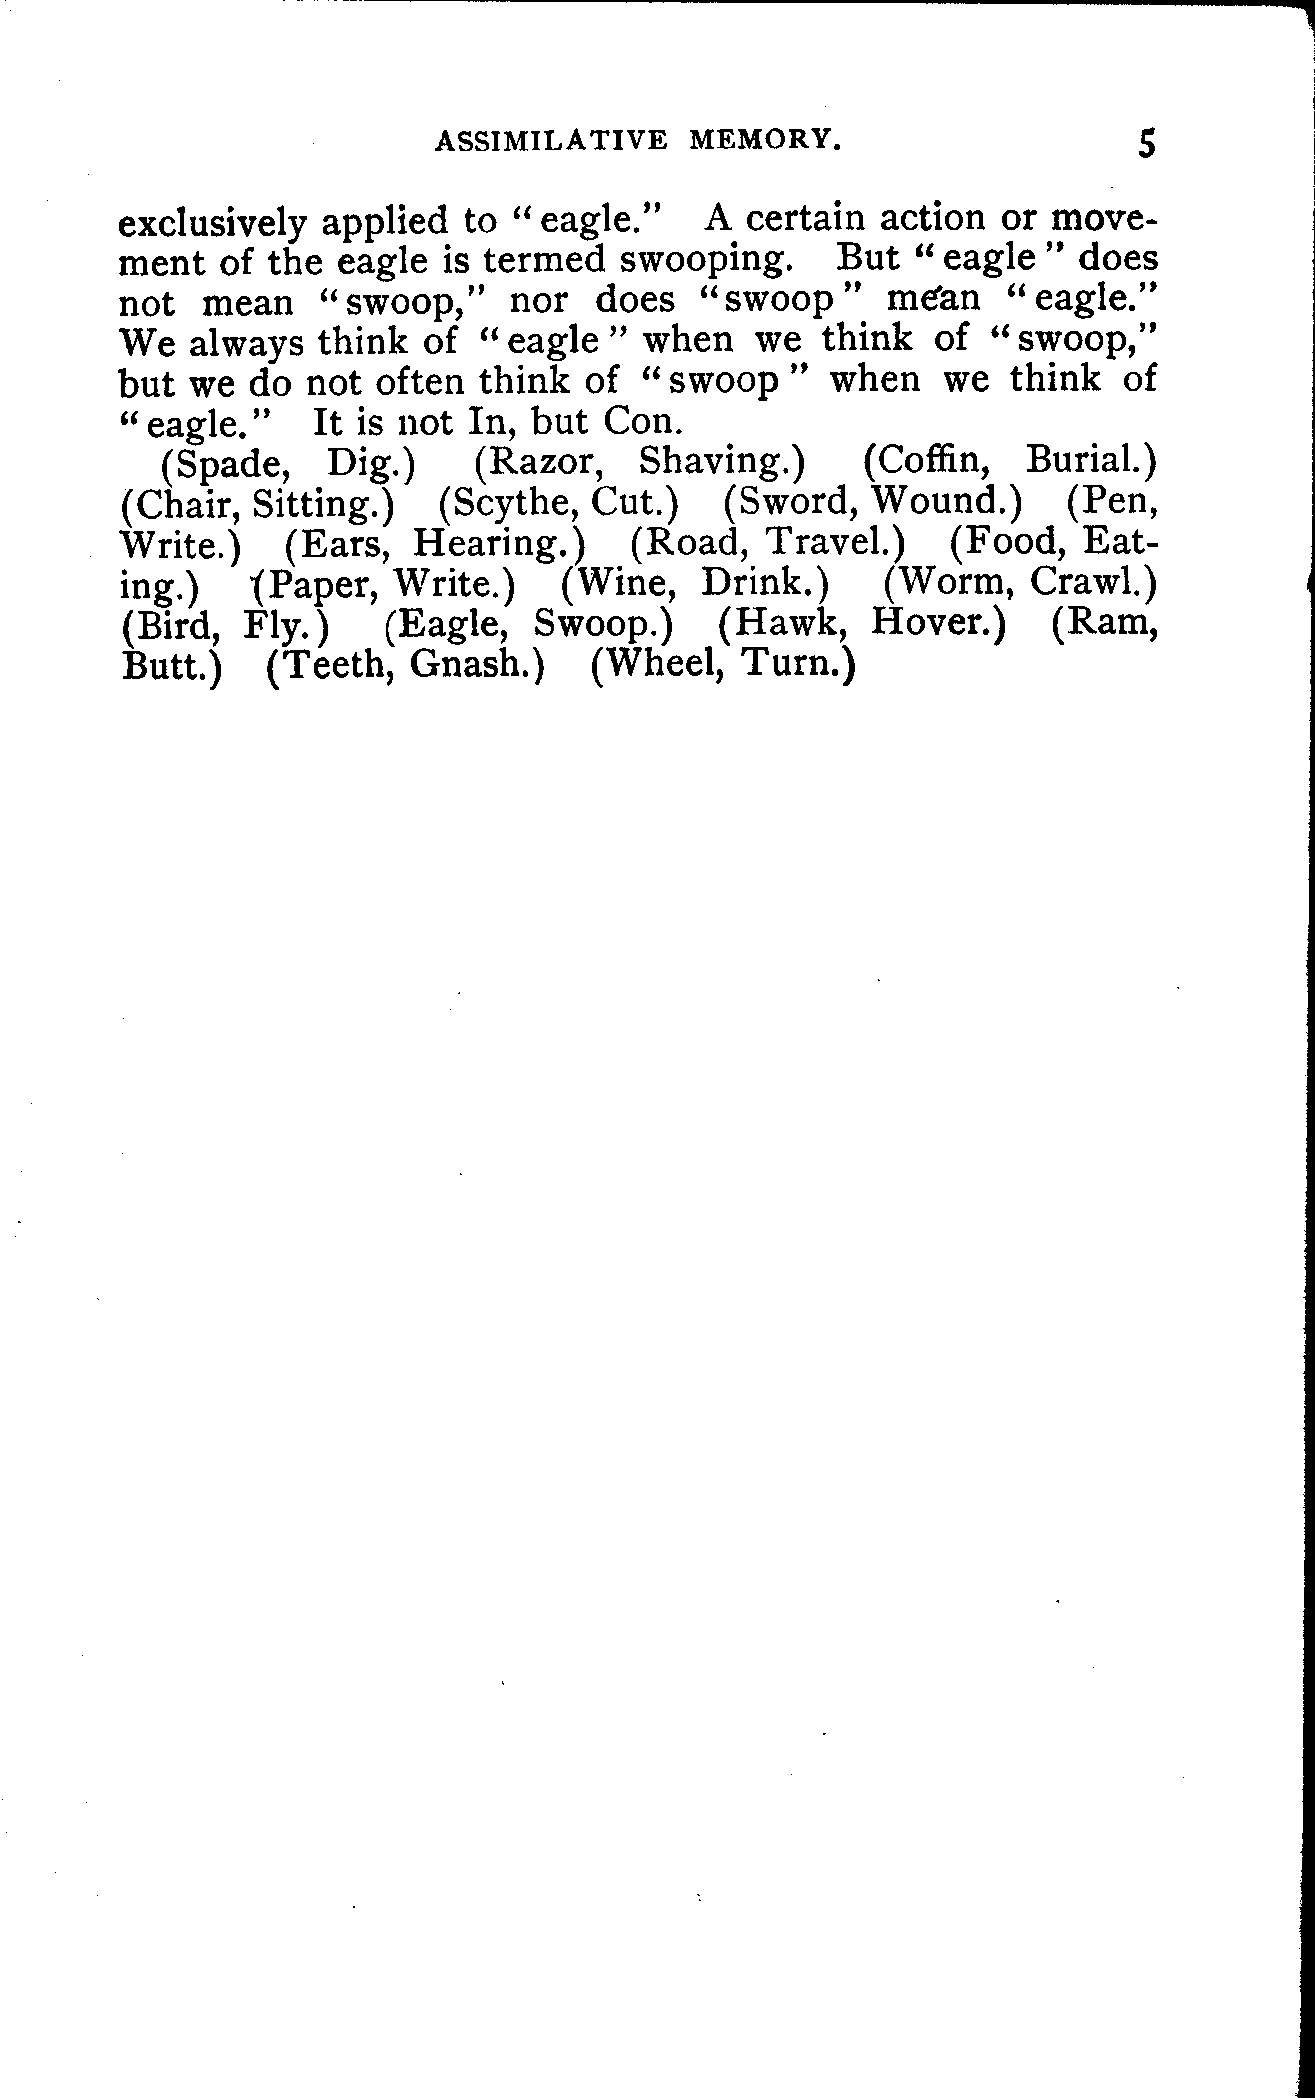 ASSIMILATIVE MEMORY. 5
exclusively applied to "eagle." A certain action or move-
ment of the eagle is termed swooping. But "eagle" does
not mean "swoop," nor does "swoop" mean "eagle."
We always think of "eagle" when we think of "swoop,"
but we do not often think of "swoop" when we think of
"eagle." It is not In, but Con.
(Spade, Dig.) (Razor, Shaving.) (Coffin, Burial.)
(Chair, Sitting.) (Scythe, Cut.) (Sword, Wound.) (Pen,
Write.) (Ears, Hearing.) (Road, Travel.) (Food, Eat-
ing.) (Paper, Write.) (Wine, Drink.) (Worm, Crawl.)
(Bird, Fly.) (Eagle, Swoop.) (Hawk, Hover.) (Ram,
Butt.) (Teeth, Gnash.) (Wheel, Turn.)